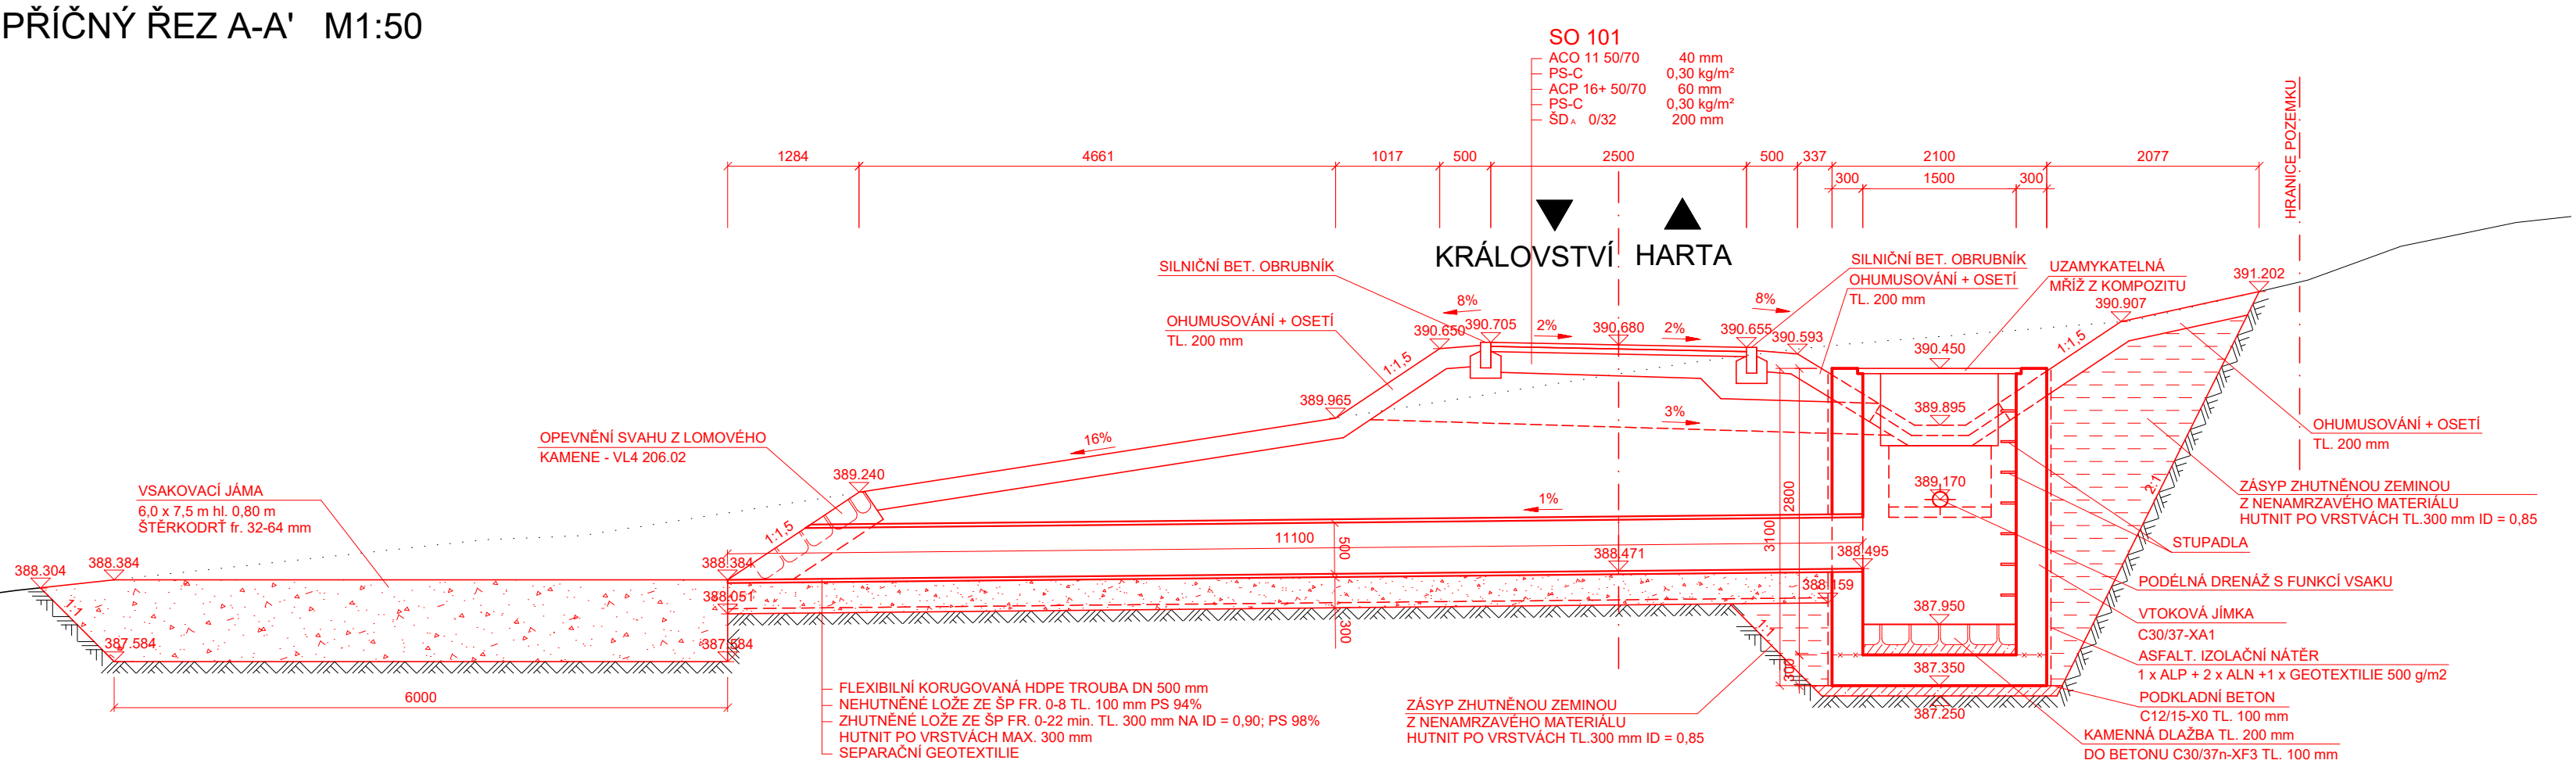 PŘÍČNÝ ŘEZ A-A' M1:50
SO 101
ACO 11 50/70 40 mm
PS-C 0,30 kg/m²
ACP 16+ 50/70 60 mm
PS-C 0,30 kg/m²
ŠDA 0/32 200 mm
HRANICE POZEMKU
1284 4661 1017 500 2500 500 337 2100 2077
300 1500 300
KRÁLOVSTVÍ HARTA
SILNIČNÍ BET. OBRUBNÍK
SILNIČNÍ BET. OBRUBNÍK
OHUMUSOVÁNÍ + OSETÍ
TL. 200 mm
UZAMYKATELNÁ
MŘÍŽ Z KOMPOZITU
391.202
390.907
OHUMUSOVÁNÍ + OSETÍ
TL. 200 mm
8% 8%
390.650 390.705 2% 390.680 2% 390.655 390.593
1:1,5 1:1,5
390.450
389.965
389.895
3%
16%
OPEVNĚNÍ SVAHU Z LOMOVÉHO
KAMENE - VL4 206.02
OHUMUSOVÁNÍ + OSETÍ
TL. 200 mm
389.240
389.170
2:1
VSAKOVACÍ JÁMA
6,0 x 7,5 m hl. 0,80 m
ŠTĚRKODRŤ fr. 32-64 mm
ZÁSYP ZHUTNĚNOU ZEMINOU
Z NENAMRZAVÉHO MATERIÁLU
HUTNIT PO VRSTVÁCH TL.300 mm ID = 0,85
1%
1:1,5
11100
500
2800
3100
STUPADLA
388.304 388.384 388.384 388.471 388.495
PODÉLNÁ DRENÁŽ S FUNKCÍ VSAKU
388.051 388.159
1:1
387.950
VTOKOVÁ JÍMKA
C30/37-XA1
300
1:1
387.584 387.584
ASFALT. IZOLAČNÍ NÁTĚR
1 x ALP + 2 x ALN +1 x GEOTEXTILIE 500 g/m2
300
387.350
6000
FLEXIBILNÍ KORUGOVANÁ HDPE TROUBA DN 500 mm
NEHUTNĚNÉ LOŽE ZE ŠP FR. 0-8 TL. 100 mm PS 94%
ZHUTNĚNÉ LOŽE ZE ŠP FR. 0-22 min. TL. 300 mm NA ID = 0,90; PS 98%
HUTNIT PO VRSTVÁCH MAX. 300 mm
SEPARAČNÍ GEOTEXTILIE
ZÁSYP ZHUTNĚNOU ZEMINOU
Z NENAMRZAVÉHO MATERIÁLU
HUTNIT PO VRSTVÁCH TL.300 mm ID = 0,85
387.250
PODKLADNÍ BETON
C12/15-X0 TL. 100 mm
KAMENNÁ DLAŽBA TL. 200 mm
DO BETONU C30/37n-XF3 TL. 100 mm